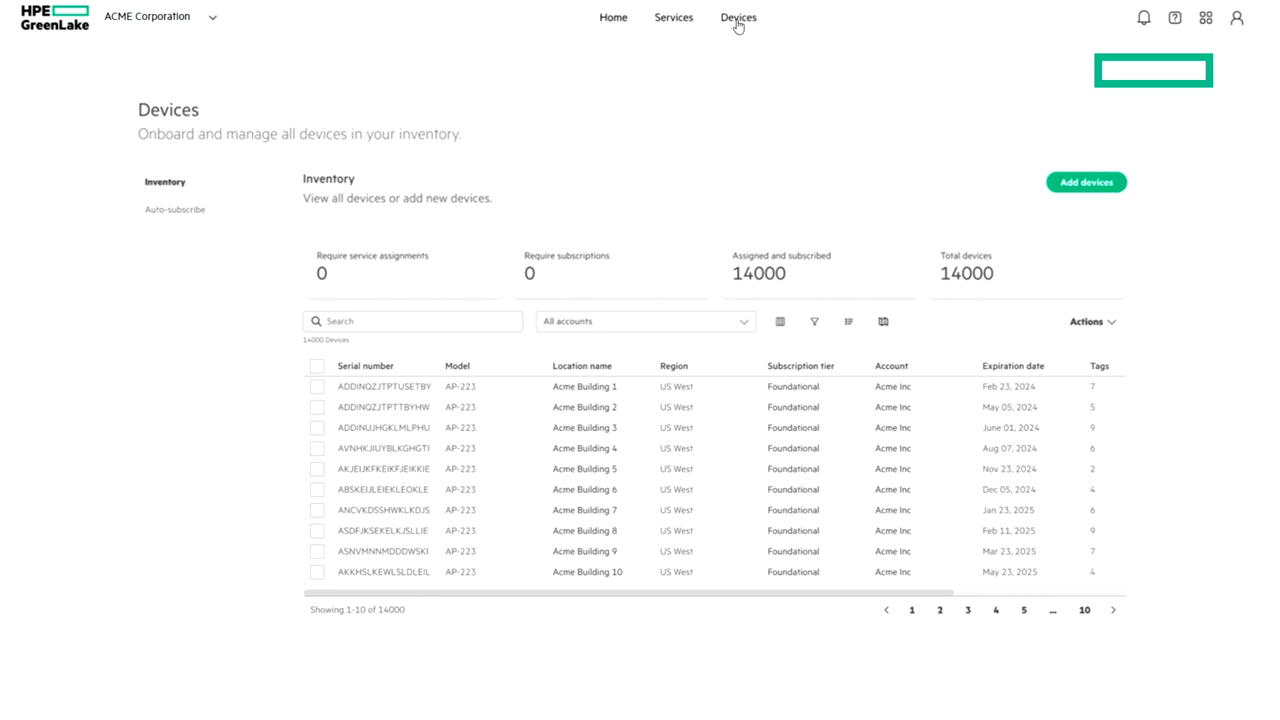 HPE
GreenLake
ACME Corporation
Home Services Devices
Devices
Onboard and manage all devices in your inventory.
Inventory
Auto-subscribe
Inventory
View all devices or add new devices.
Add devices
Require service assignments
0
Require subscriptions
0
Assigned and subscribed
14000
Total devices
14000
Search
All accounts
Actions
14000 Devices
Serial number Model Location name Region Subscription tier Account Expiration date Tags
ADDINQZJTPTUSETBY AP-223 Acme Building 1 US West Foundational Acme Inc Feb 23, 2024 7
ADDINQZJTPTTBYHW AP-223 Acme Building 2 US West Foundational Acme Inc May 05, 2024 5
ADDINUJHGKLMLPHU AP-223 Acme Building 3 US West Foundational Acme Inc June 01, 2024 9
AVNHKJIUYBLKGHGTI AP-223 Acme Building 4 US West Foundational Acme Inc Aug 07, 2024 6
AKJEIJKFKEIKFJEIKKIE AP-223 Acme Building 5 US West Foundational Acme Inc Nov 23, 2024 2
ABSKEIJLEIEKLEOKLE AP-223 Acme Building 6 US West Foundational Acme Inc Dec 05, 2024 4
ANCVKDSSHWKLKDJS AP-223 Acme Building 7 US West Foundational Acme Inc Jan 23, 2025 6
ASDFJKSEKELKJSLLIE AP-223 Acme Building 8 US West Foundational Acme Inc Feb 11, 2025 9
ASNVMNNMDDDWSKI AP-223 Acme Building 9 US West Foundational Acme Inc Mar 23, 2025 7
AKKHSLKEWLSLDLEIL AP-223 Acme Building 10 US West Foundational Acme Inc May 23, 2025 4
Showing 1-10 of 14000
1 2 3 4 5 ... 10